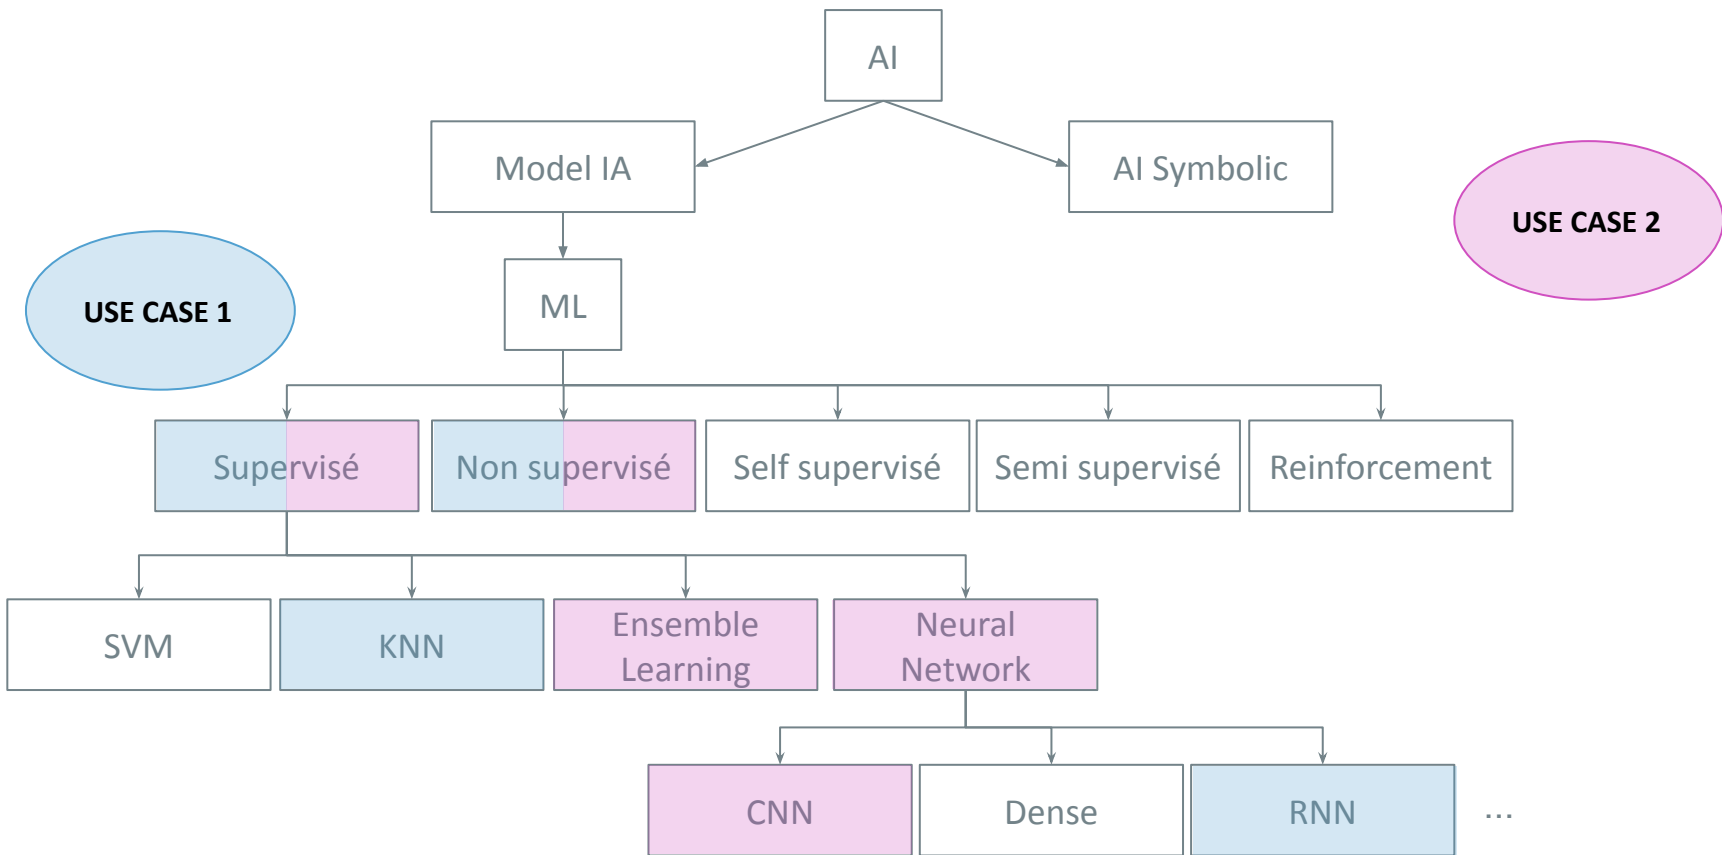 AI
Model IA
AI Symbolic
USE CASE 2
USE CASE 1
ML
Supervisé
Non supervisé
Self supervisé
Semi supervisé
Reinforcement
SVM
KNN
Ensemble
Learning
Neural
Network
CNN
Dense
RNN
...